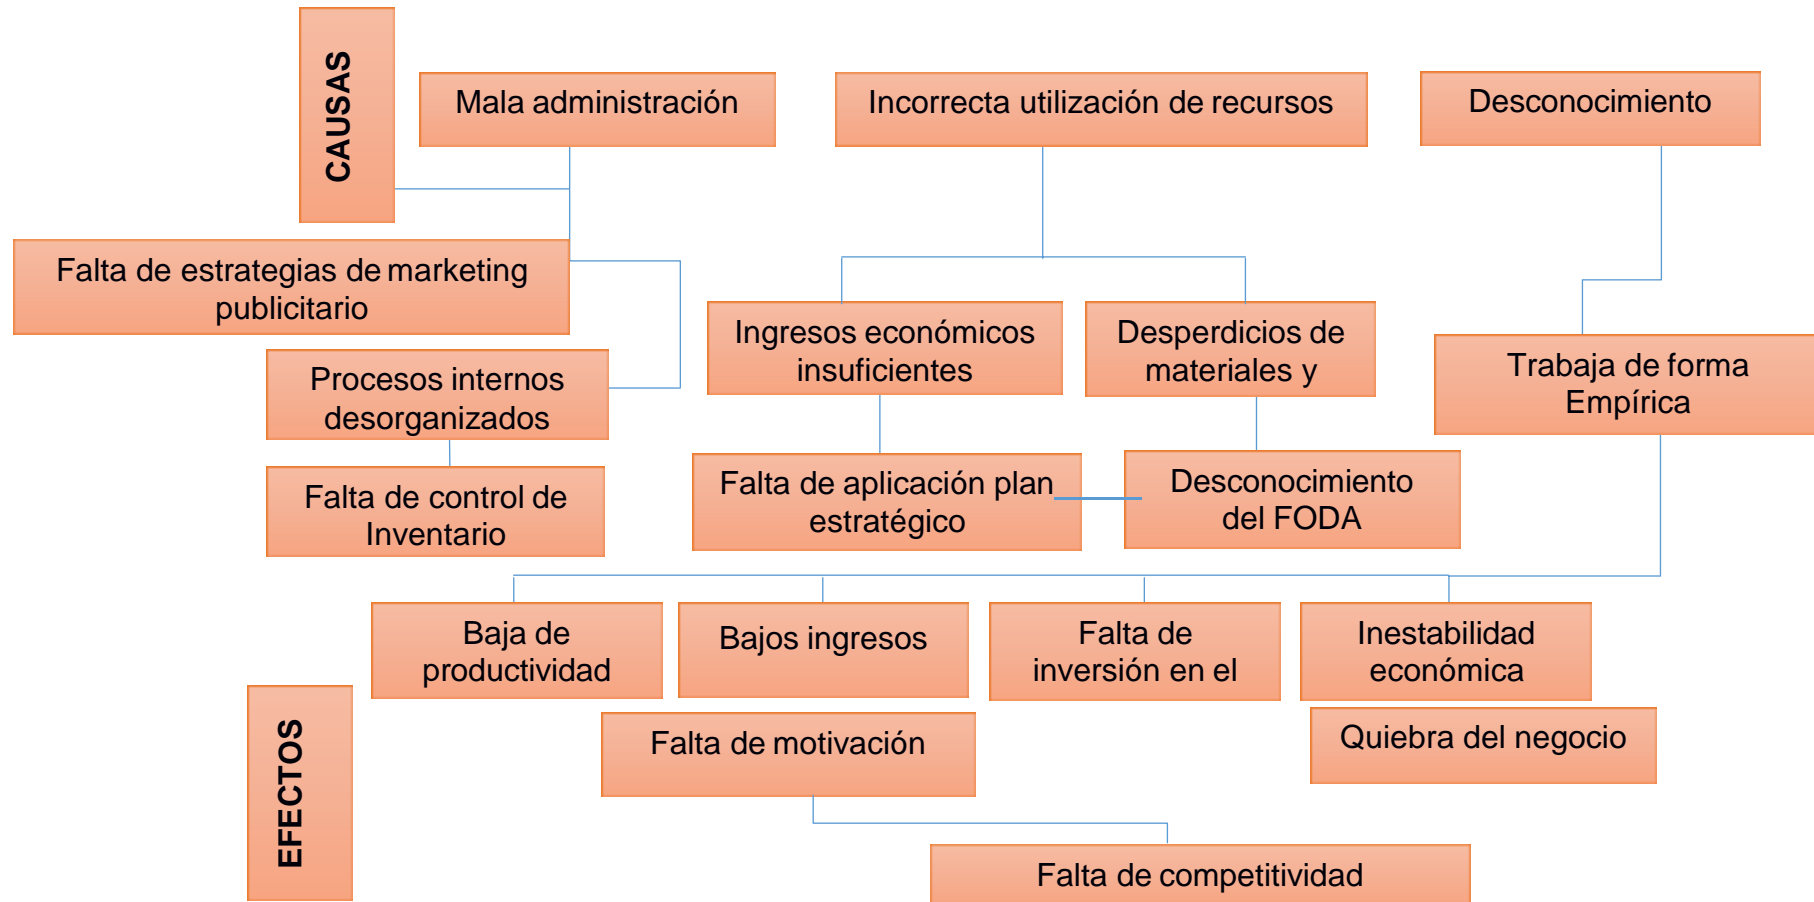 CAUSAS
Mala administración
Incorrecta utilización de recursos
Desconocimiento
Falta de estrategias de marketing
publicitario
Ingresos económicos
insuficientes
Desperdicios de
materiales y
Trabaja de forma
Empírica
Procesos internos
desorganizados
Falta de control de
Inventario
Falta de aplicación plan
estratégico
Desconocimiento
del FODA
Baja de
productividad
Bajos ingresos
Falta de
inversión en el
Inestabilidad
económica
EFECTOS
Falta de motivación
Quiebra del negocio
Falta de competitividad